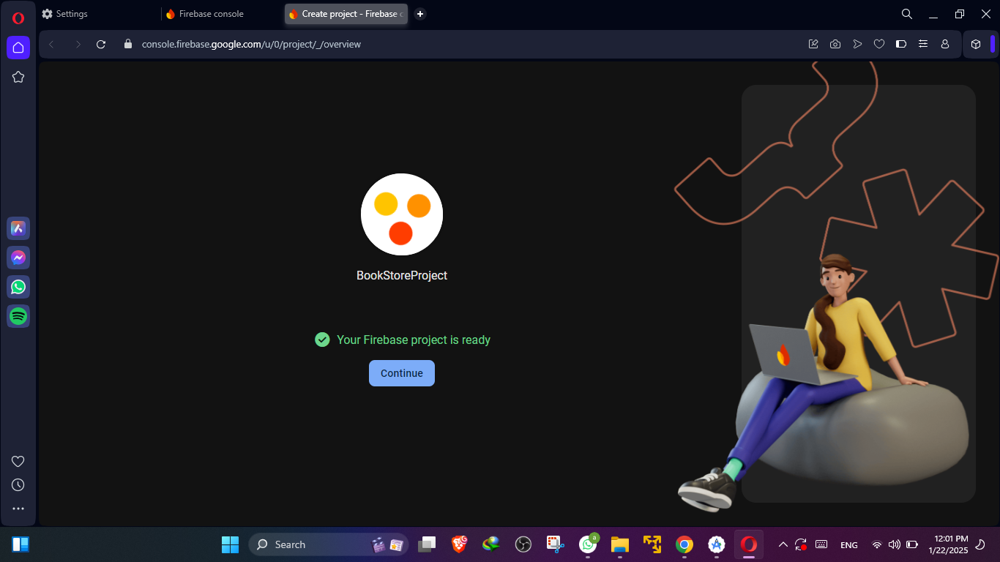 Settings
Firebase console
Create project - Firebase c
console.firebase.google.com/u/0/project/_/overview
BookStoreProject
Your Firebase project is ready
Continue
Search
a
ENG
12:01 PM
1/22/2025